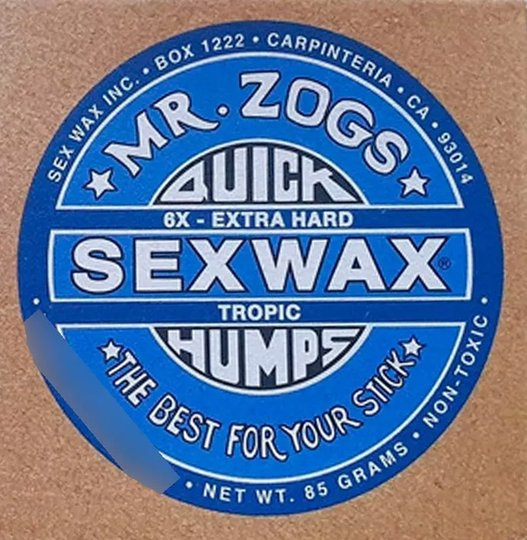 SEX WAX INC. • BOX 1222 • CARPINTERIA • CA • 93014
MR. ZOGS
QUICK
6X - EXTRA HARD
SEXWAX®
TROPIC
HUMPS
THE BEST FOR YOUR STICK
• NET WT. 85 GRAMS • NON-TOXIC •